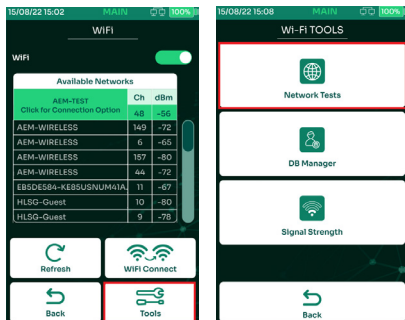 15/08/22 15:02 MAIN 100%
WiFi
WiFi
Available Networks
Ch dBm
AEM-TEST
Click for Connection Option
48 -56
AEM-WIRELESS 149 -72
AEM-WIRELESS 6 -65
AEM-WIRELESS 157 -80
AEM-WIRELESS 44 -72
EB5DE584-KE85USNUM41A. 11 -67
HLSG-Guest 10 -80
HLSG-Guest 9 -78
Refresh
WiFi Connect
Back
Tools
15/08/22 15:08 MAIN 100%
Wi-Fi TOOLS
Network Tests
DB Manager
Signal Strength
Back